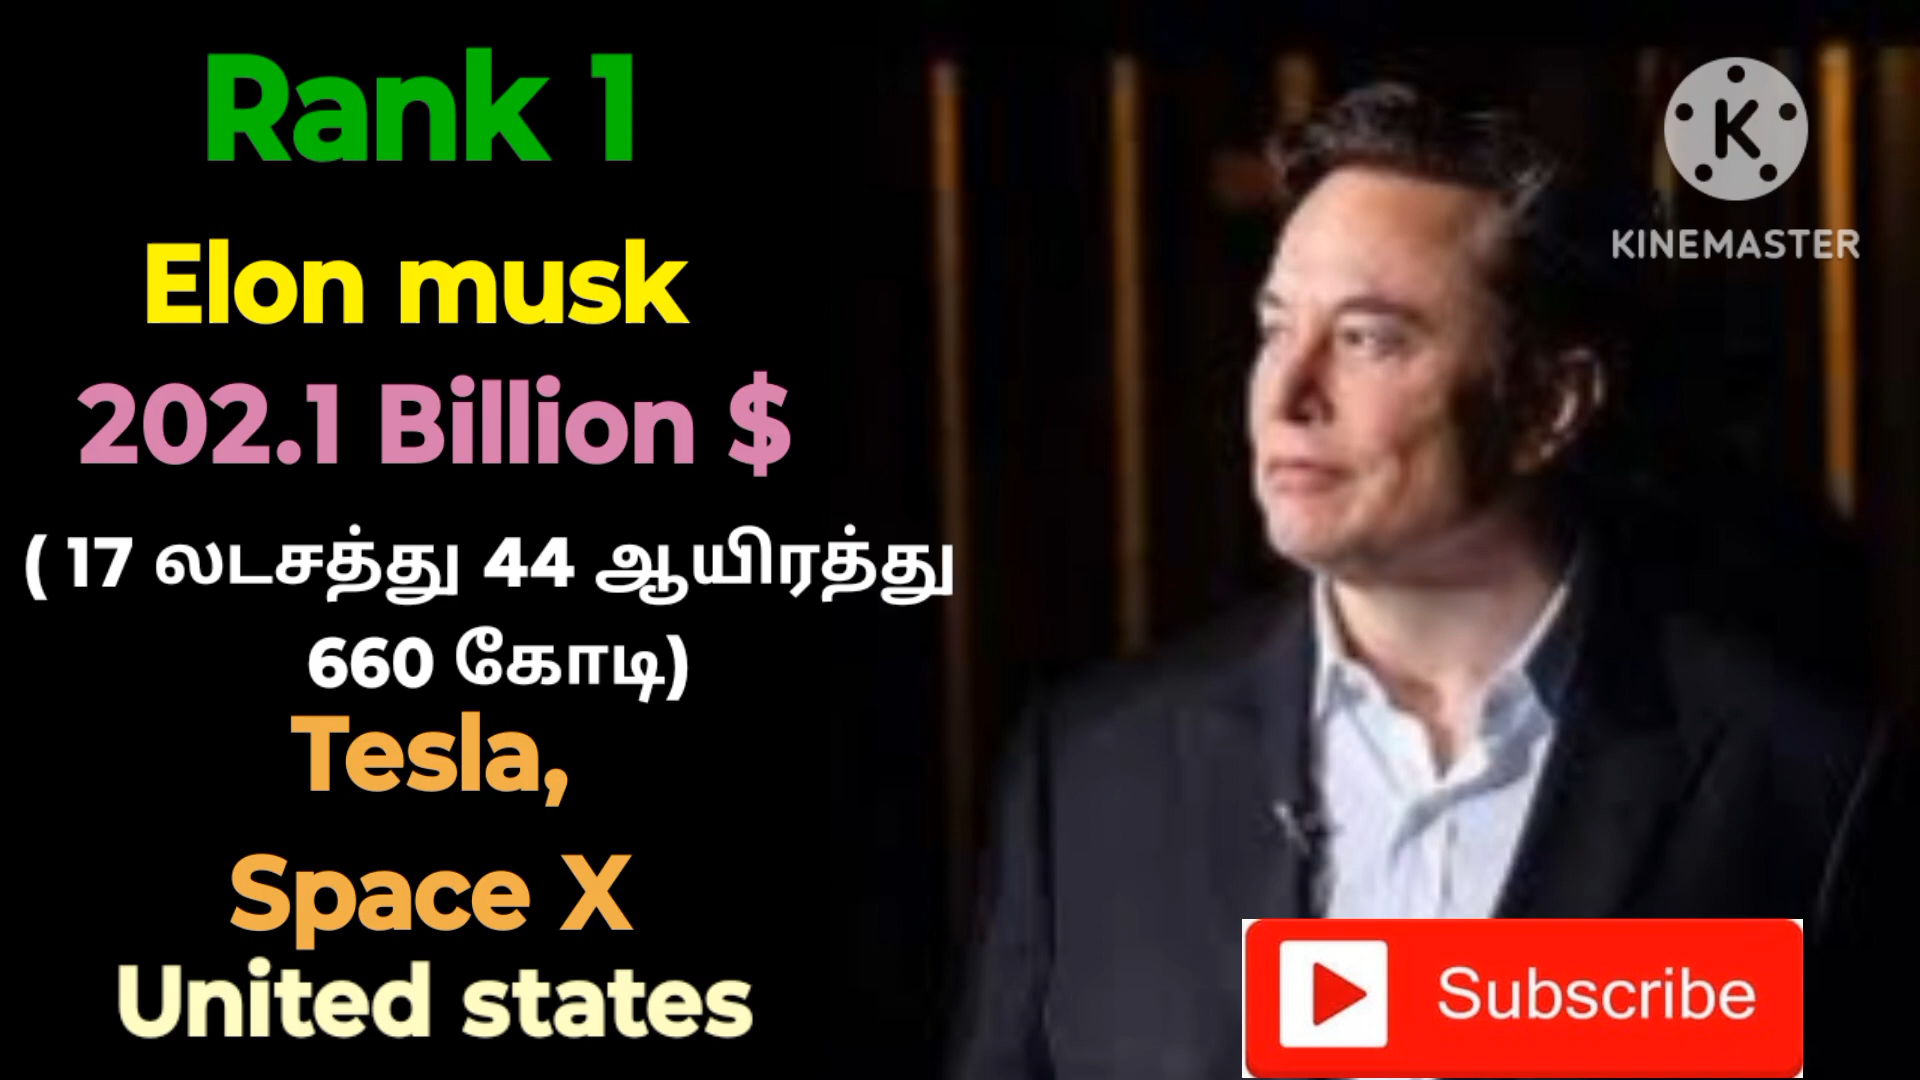 Rank 1
Elon musk
202.1 Billion $
( 17 லடசத்து 44 ஆயிரத்து
660 கோடி)
Tesla,
Space X
United states
K
KINEMASTER
Subscribe